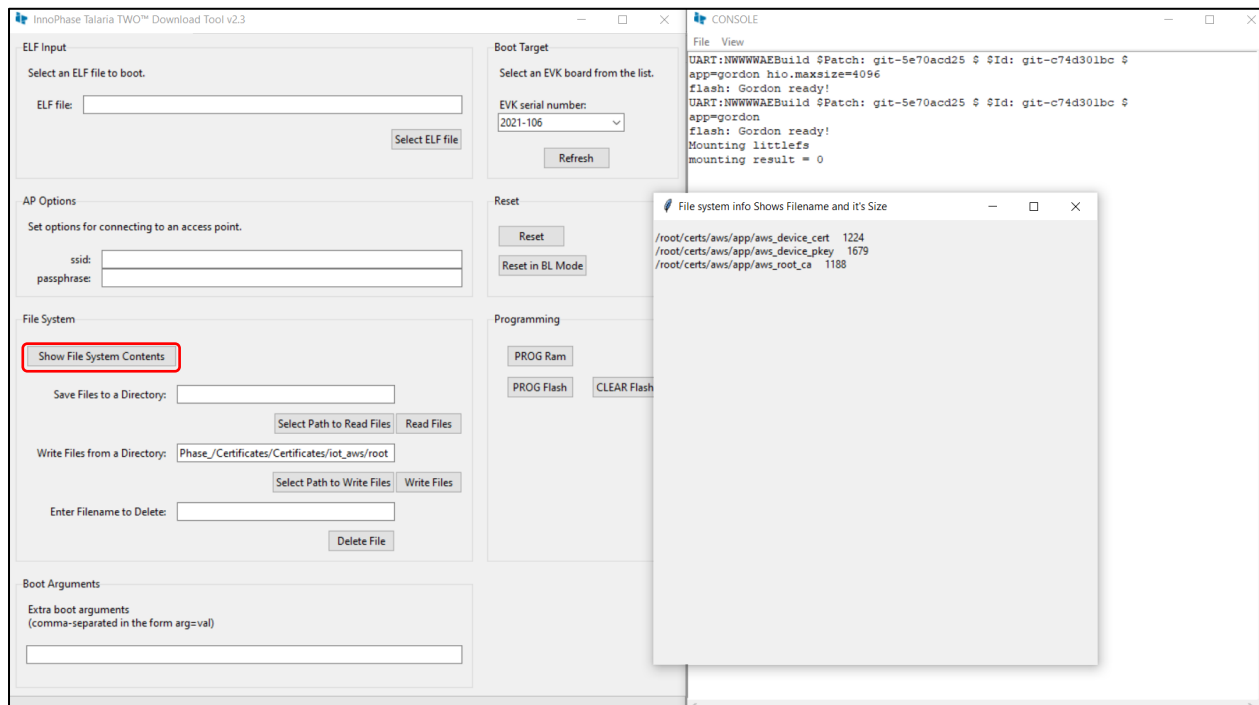 InnoPhase Talaria TWO™ Download Tool v2.3
ELF Input
Select an ELF file to boot.
ELF file:
Select ELF file
Boot Target
Select an EVK board from the list.
EVK serial number:
2021-106
Refresh
AP Options
Set options for connecting to an access point.
ssid:
passphrase:
Reset
Reset
Reset in BL Mode
File System
Show File System Contents
Save Files to a Directory:
Select Path to Read Files Read Files
Write Files from a Directory: Phase_/Certificates/Certificates/iot_aws/root
Select Path to Write Files Write Files
Enter Filename to Delete:
Delete File
Programming
PROG Ram
PROG Flash CLEAR Flash
Boot Arguments
Extra boot arguments
(comma-separated in the form arg=val)
CONSOLE
File View
UART:NWWWWAEBuild $Patch: git-5e70acd25 $ $Id: git-c74d301bc $
app=gordon hio.maxsize=4096
flash: Gordon ready!
UART:NWWWWAEBuild $Patch: git-5e70acd25 $ $Id: git-c74d301bc $
app=gordon
flash: Gordon ready!
Mounting littlefs
mounting result = 0
File system info Shows Filename and it's Size
/root/certs/aws/app/aws_device_cert 1224
/root/certs/aws/app/aws_device_pkey 1679
/root/certs/aws/app/aws_root_ca 1188